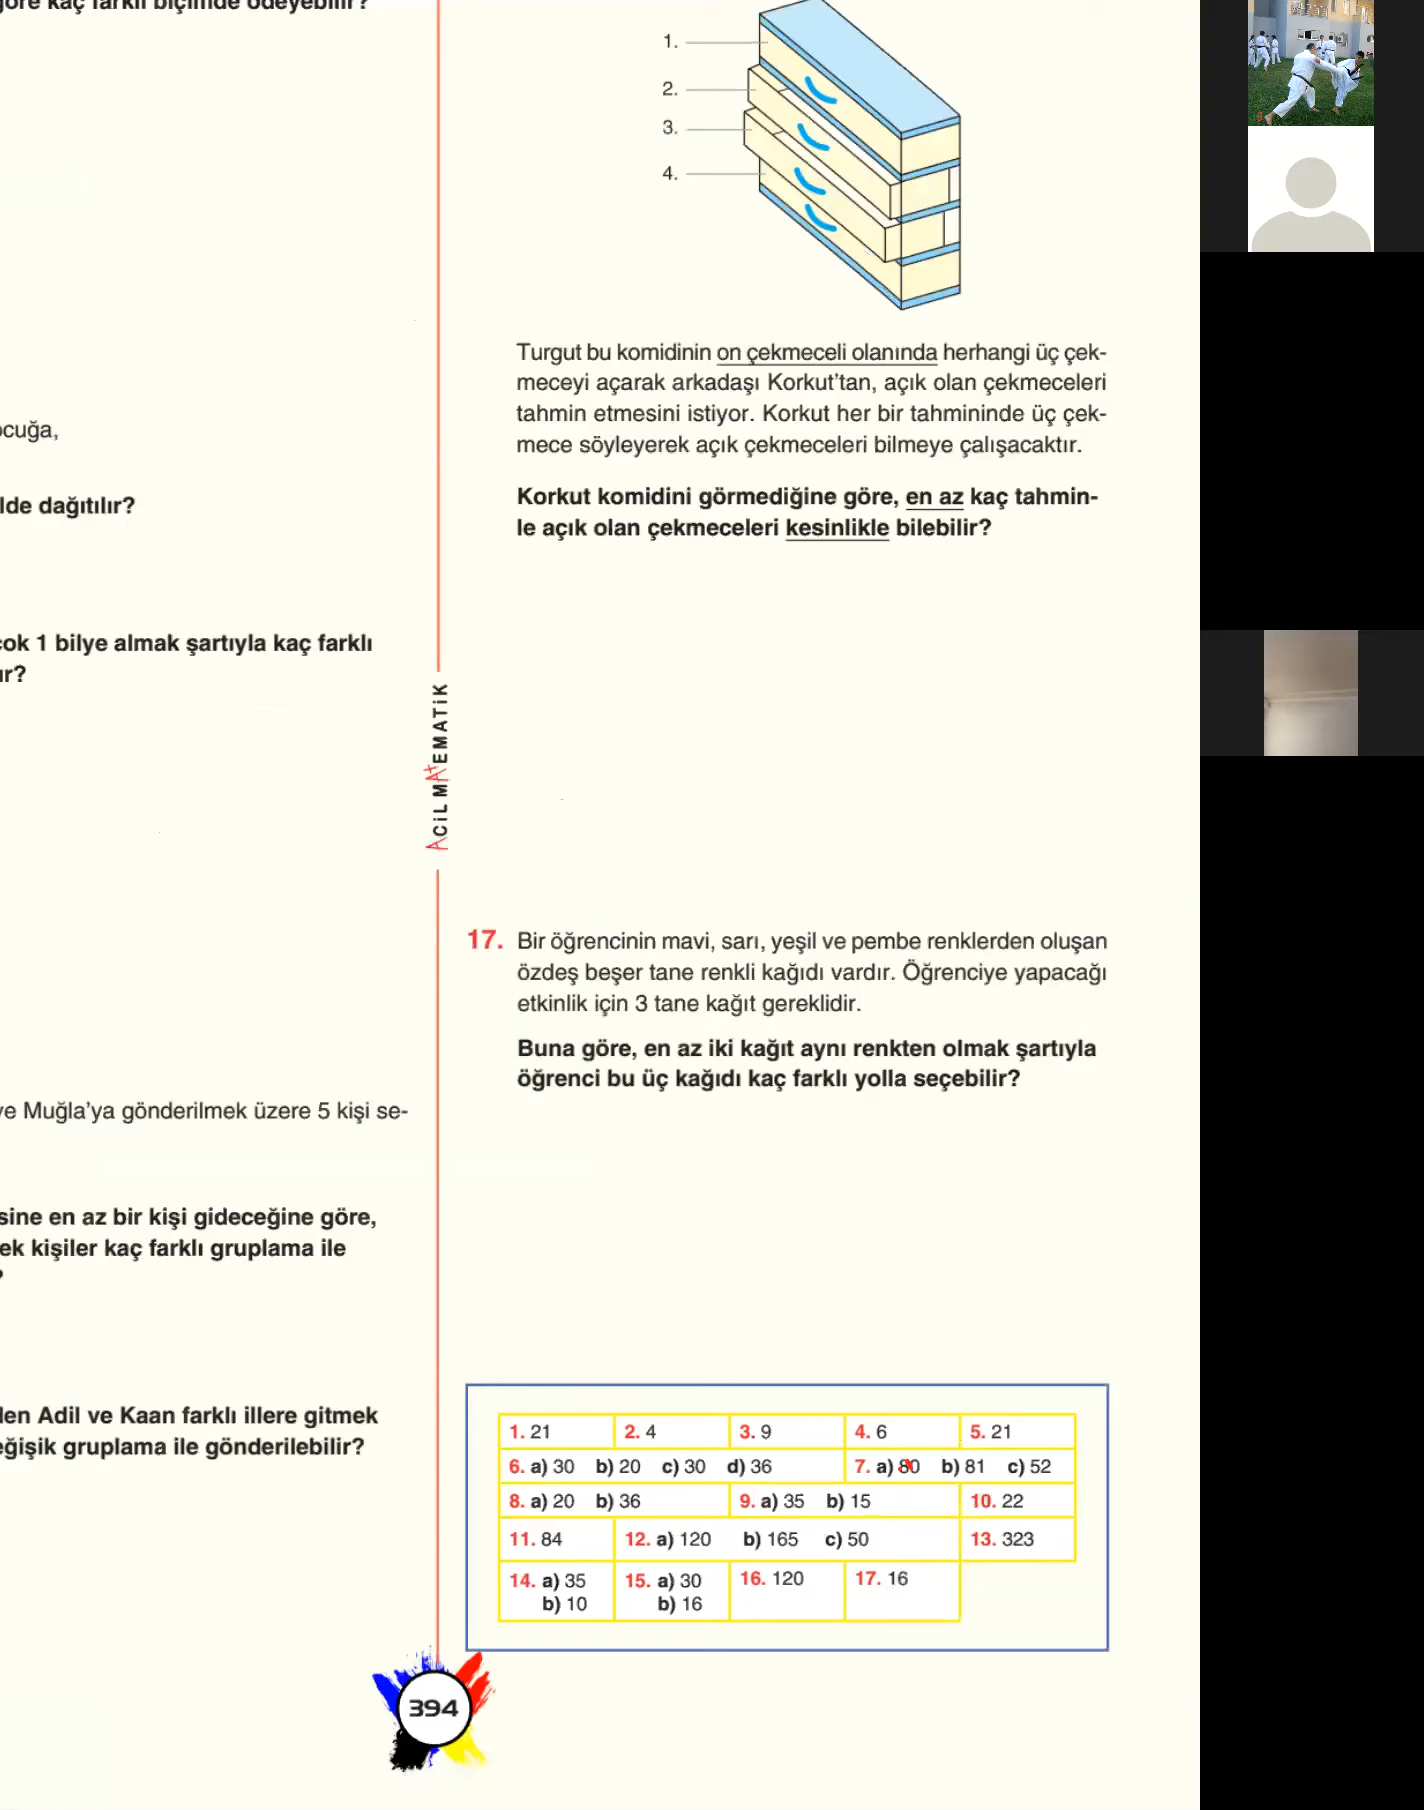 göre kaç farklı biçimde ödeyebilir?
ocuğa,
lde dağıtılır?
çok 1 bilye almak şartıyla kaç farklı
ır?
ve Muğla'ya gönderilmek üzere 5 kişi se-
sine en az bir kişi gideceğine göre,
ek kişiler kaç farklı gruplama ile
?
den Adil ve Kaan farklı illere gitmek
eğişik gruplama ile gönderilebilir?
ACİL MATEMATİK
1.
2.
3.
4.
Turgut bu komidinin on çekmeceli olanında herhangi üç çek-
meceyi açarak arkadaşı Korkut'tan, açık olan çekmeceleri
tahmin etmesini istiyor. Korkut her bir tahmininde üç çek-
mece söyleyerek açık çekmeceleri bilmeye çalışacaktır.
Korkut komidini görmediğine göre, en az kaç tahmin-
le açık olan çekmeceleri kesinlikle bilebilir?
17. Bir öğrencinin mavi, sarı, yeşil ve pembe renklerden oluşan
özdeş beşer tane renkli kağıdı vardır. Öğrenciye yapacağı
etkinlik için 3 tane kağıt gereklidir.
Buna göre, en az iki kağıt aynı renkten olmak şartıyla
öğrenci bu üç kağıdı kaç farklı yolla seçebilir?
1. 21 2. 4 3. 9 4. 6 5. 21
6. a) 30 b) 20 c) 30 d) 36 7. a) 80 b) 81 c) 52
8. a) 20 b) 36 9. a) 35 b) 15 10. 22
11. 84 12. a) 120 b) 165 c) 50 13. 323
14. a) 35 15. a) 30 16. 120 17. 16
b) 10 b) 16
394